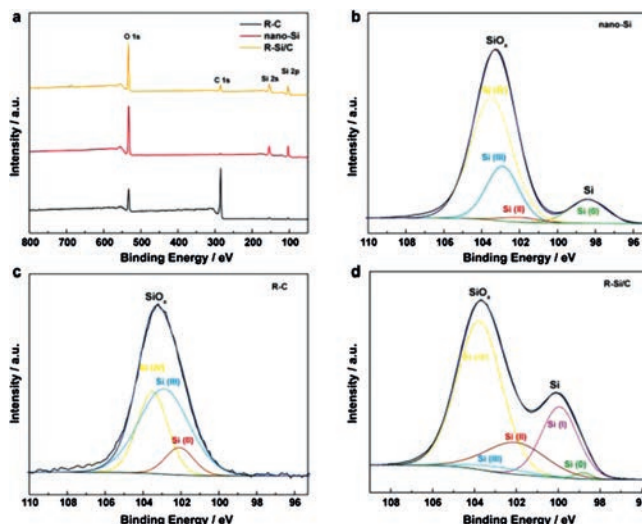 a
R-C
nano-Si
R-Si/C
O 1s
C 1s
Si 2s
Si 2p
Intensity / a.u.
800 700 600 500 400 300 200 100
Binding Energy / eV
b
nano-Si
SiOx
Si (IV)
Si (III)
Si (II)
Si
Si (0)
Intensity / a.u.
110 108 106 104 102 100 98 96
Binding Energy / eV
c
R-C
SiOx
Si (IV)
Si (III)
Si (II)
Intensity / a.u.
110 108 106 104 102 100 98 96
Binding Energy / eV
d
R-Si/C
SiOx
Si (IV)
Si
Si (I)
Si (II)
Si (III)
Si (0)
Intensity / a.u.
108 106 104 102 100 98 96
Binding Energy / eV